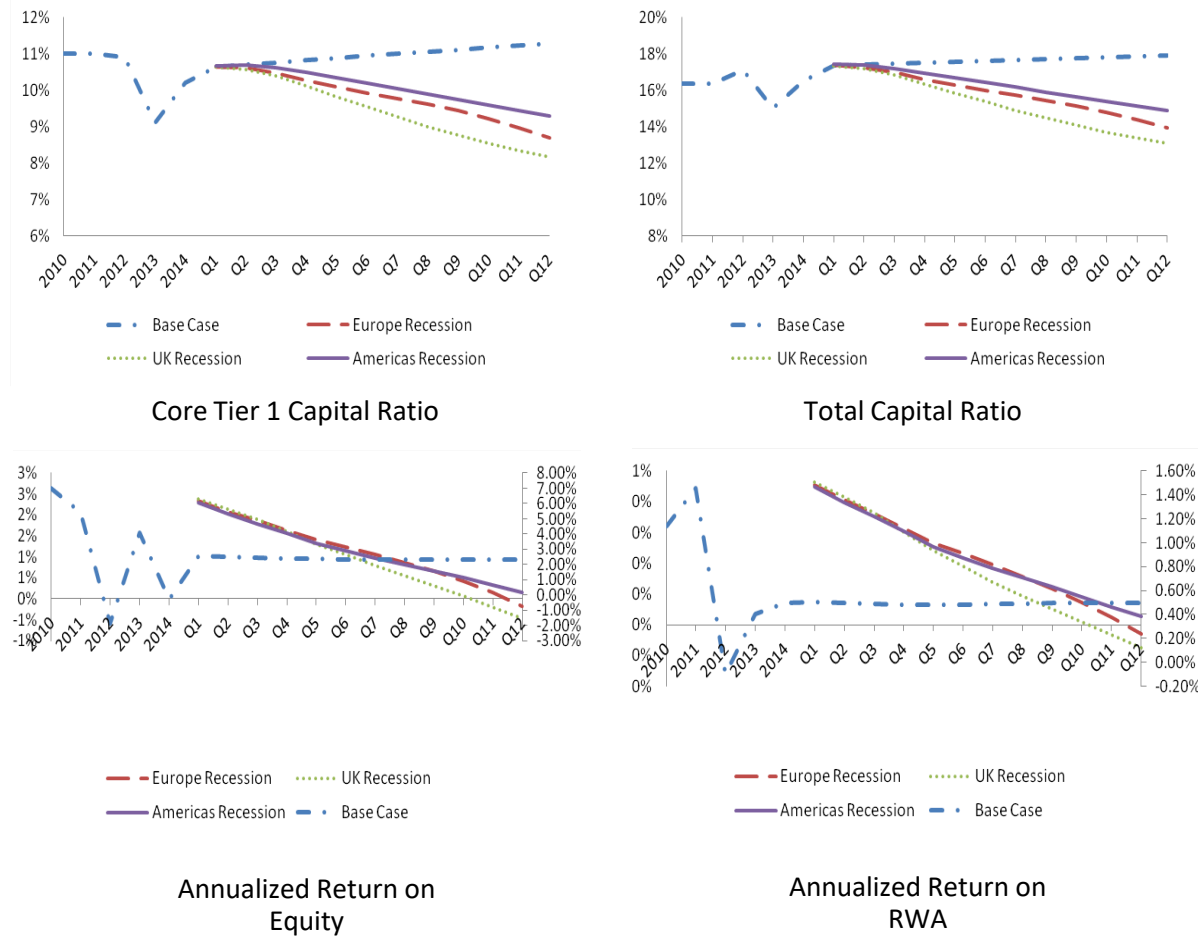 12%
11%
10%
9%
8%
7%
6%
2010 2011 2012 2013 2014 Q1 Q2 Q3 Q4 Q5 Q6 Q7 Q8 Q9 Q10 Q11 Q12
Base Case Europe Recession
UK Recession Americas Recession
Core Tier 1 Capital Ratio
20%
18%
16%
14%
12%
10%
8%
2010 2011 2012 2013 2014 Q1 Q2 Q3 Q4 Q5 Q6 Q7 Q8 Q9 Q10 Q11 Q12
Base Case Europe Recession
UK Recession Americas Recession
Total Capital Ratio
3%
3%
2%
2%
1%
1%
0%
-1%
-1%
8.00%
7.00%
6.00%
5.00%
4.00%
3.00%
2.00%
1.00%
0.00%
-1.00%
-2.00%
-3.00%
2010 2011 2012 2013 2014 Q1 Q2 Q3 Q4 Q5 Q6 Q7 Q8 Q9 Q10 Q11 Q12
Europe Recession UK Recession
Americas Recession Base Case
Annualized Return on
Equity
1%
0%
0%
0%
0%
0%
0%
0%
1.60%
1.40%
1.20%
1.00%
0.80%
0.60%
0.40%
0.20%
0.00%
-0.20%
2010 2011 2012 2013 2014 Q1 Q2 Q3 Q4 Q5 Q6 Q7 Q8 Q9 Q10 Q11 Q12
Europe Recession UK Recession
Americas Recession Base Case
Annualized Return on
RWA